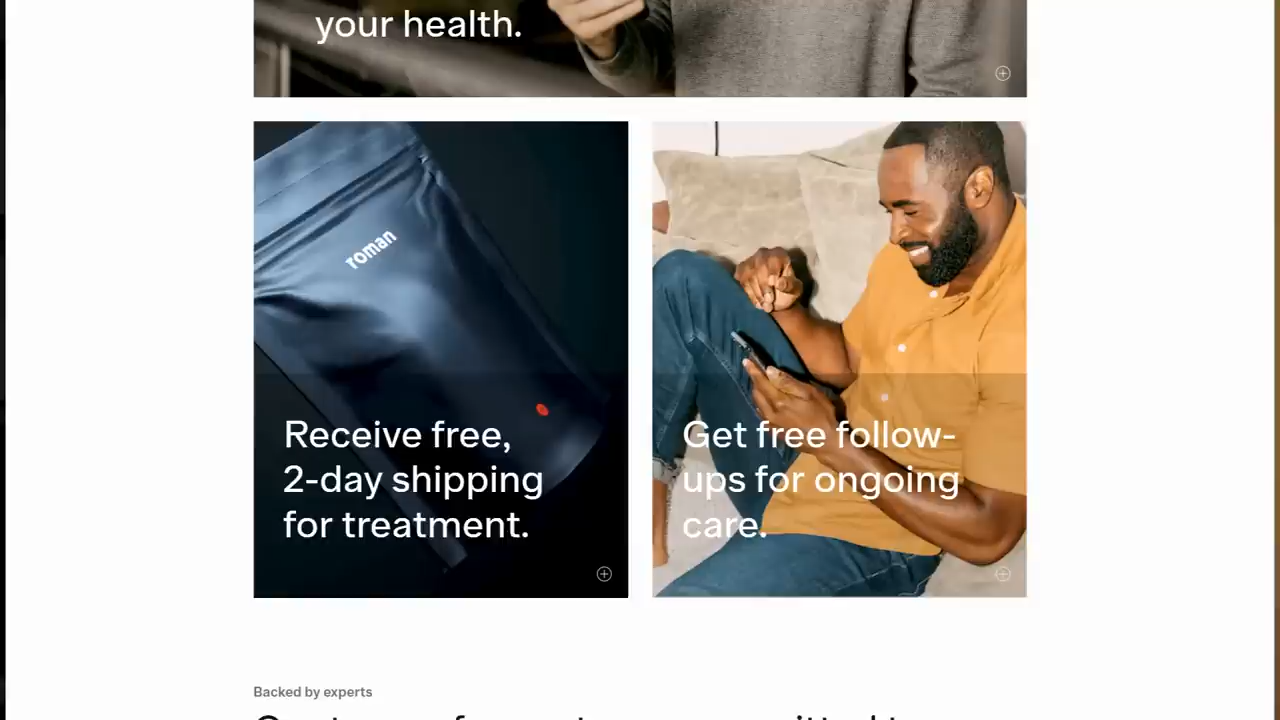 your health.
roman
Receive free,
2-day shipping
for treatment.
Get free follow-
ups for ongoing
care.
Backed by experts